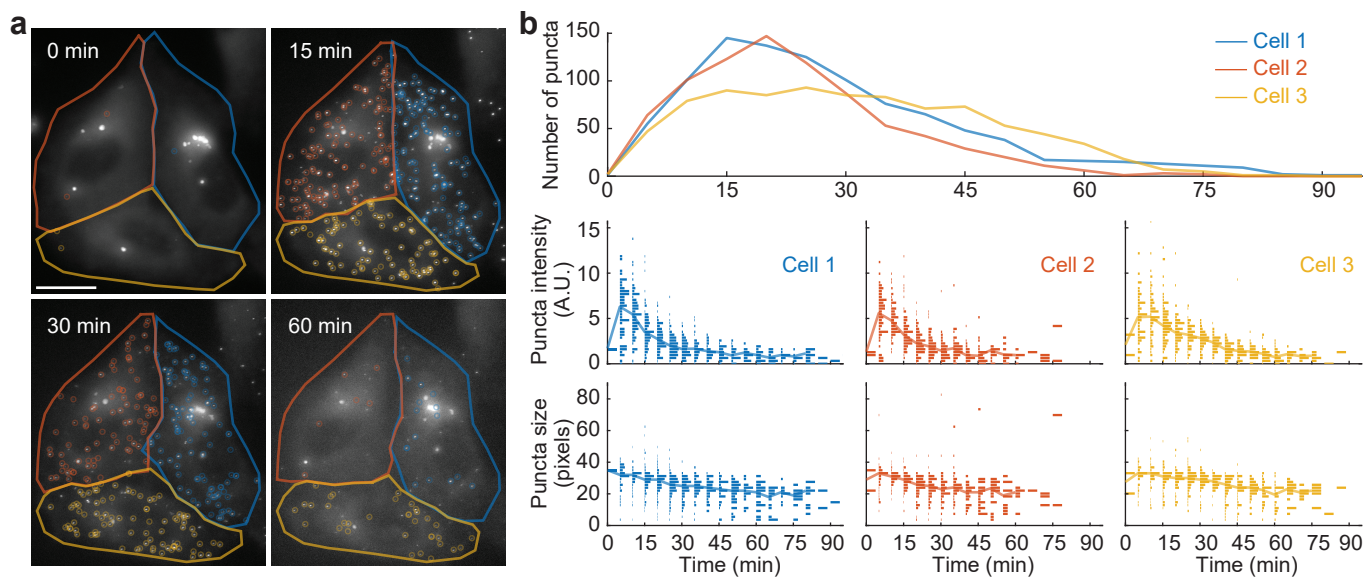 a
0 min
15 min
30 min
60 min
b
Number of puncta
150
100
50
0
0 15 30 45 60 75 90
Cell 1
Cell 2
Cell 3
Puncta intensity
(A.U.)
15
10
5
0
Cell 1
Cell 2
Cell 3
Puncta size
(pixels)
80
60
40
20
0
0 15 30 45 60 75 90
0 15 30 45 60 75 90
0 15 30 45 60 75 90
Time (min)
Time (min)
Time (min)